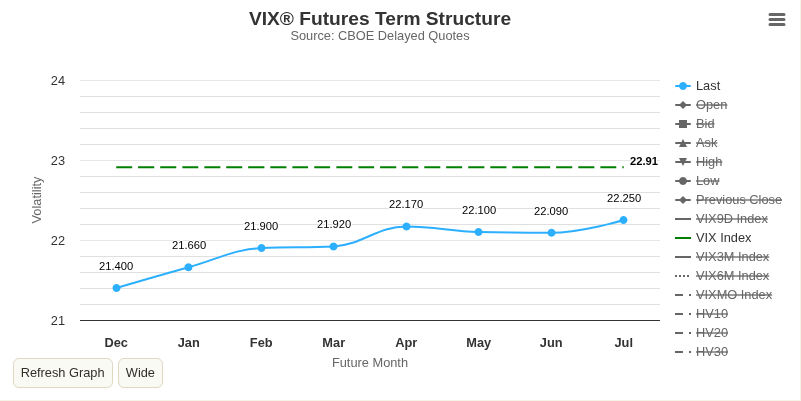 VIX® Futures Term Structure
Source: CBOE Delayed Quotes
24
23
22
21
Volatility
22.91
21.400
21.660
21.900
21.920
22.170
22.100
22.090
22.250
Dec Jan Feb Mar Apr May Jun Jul
Future Month
Last
Open
Bid
Ask
High
Low
Previous Close
VIX9D Index
VIX Index
VIX3M Index
VIX6M Index
VIXMO Index
HV10
HV20
HV30
Refresh Graph
Wide